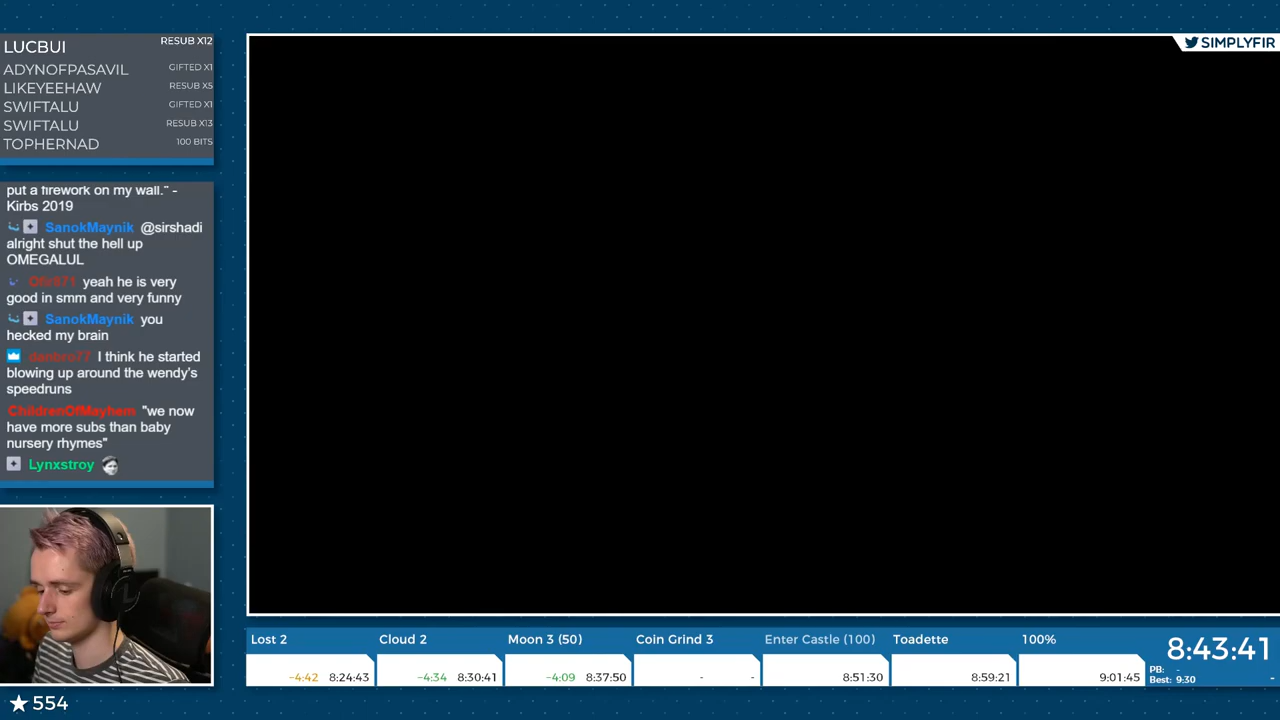 LUCBUI RESUB X12
ADYNOFPASAVIL GIFTED X1
LIKEYEEHAW RESUB X5
SWIFTALU GIFTED X1
SWIFTALU RESUB X13
TOPHERNAD 100 BITS
put a firework on my wall." -
Kirbs 2019
SanokMaynik @sirshadi
alright shut the hell up
OMEGALUL
yeah he is very
good in smm and very funny
SanokMaynik you
hecked my brain
danbro77 I think he started
blowing up around the wendy's
speedruns
ChildrenOfMayhem "we now
have more subs than baby
nursery rhymes"
Lynxstroy
SIMPLYFIR
Lost 2 Cloud 2 Moon 3 (50) Coin Grind 3 Enter Castle (100) Toadette 100%
-4:42 8:24:43 -4:34 8:30:41 -4:09 8:37:50 - - 8:51:30 8:59:21 9:01:45
8:43:41
PB: -
Best: 9:30 -
★ 554